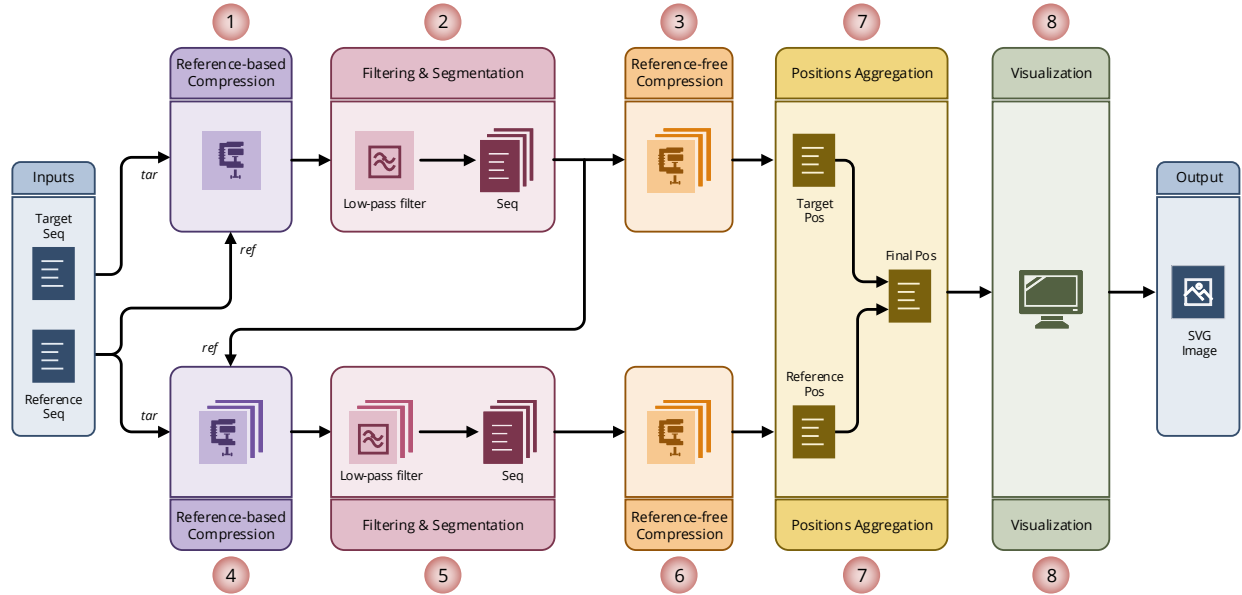 1
2
3
7
8
Reference-based
Compression
Filtering & Segmentation
Reference-free
Compression
Positions Aggregation
Visualization
Inputs
Target
Seq
Reference
Seq
tar
ref
Low-pass filter
Seq
Target
Pos
Final Pos
Output
SVG
Image
ref
tar
Low-pass filter
Seq
Reference
Pos
Reference-based
Compression
Filtering & Segmentation
Reference-free
Compression
Positions Aggregation
Visualization
4
5
6
7
8